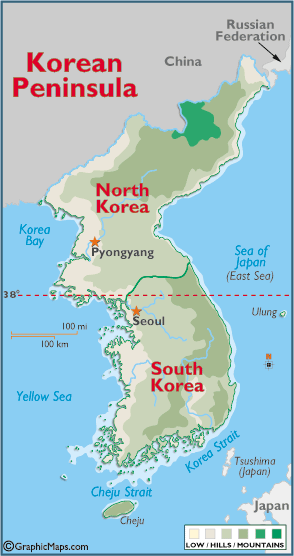 Russian
Federation
China
Korean
Peninsula
North
Korea
Korea
Bay
Pyongyang
Sea of
Japan
(East Sea)
38°
Ulung
Seoul
100 mi
100 km
South
Korea
Yellow Sea
Korea Strait
Tsushima
(Japan)
Cheju Strait
Japan
Cheju
LOW / HILLS / MOUNTAINS
©GraphicMaps.com